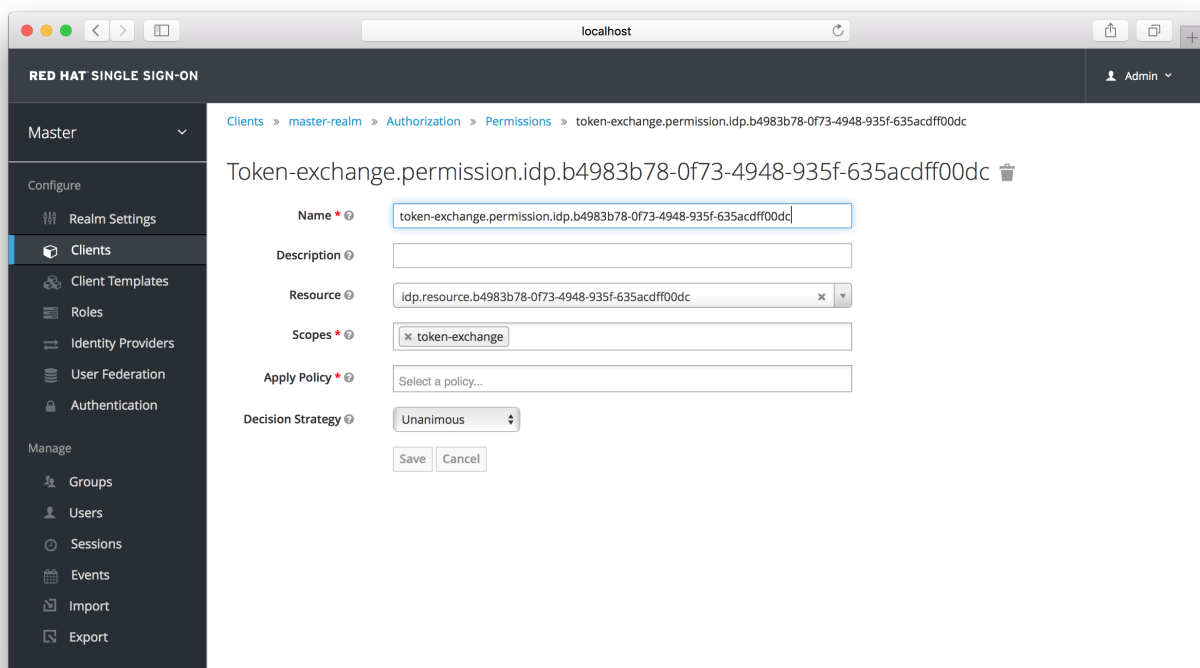 localhost
RED HAT SINGLE SIGN-ON
Admin
Master
Configure
Realm Settings
Clients
Client Templates
Roles
Identity Providers
User Federation
Authentication
Manage
Groups
Users
Sessions
Events
Import
Export
Clients » master-realm » Authorization » Permissions » token-exchange.permission.idp.b4983b78-0f73-4948-935f-635acdff00dc
Token-exchange.permission.idp.b4983b78-0f73-4948-935f-635acdff00dc
Name * token-exchange.permission.idp.b4983b78-0f73-4948-935f-635acdff00dc
Description
Resource idp.resource.b4983b78-0f73-4948-935f-635acdff00dc
Scopes * token-exchange
Apply Policy * Select a policy...
Decision Strategy Unanimous
Save Cancel